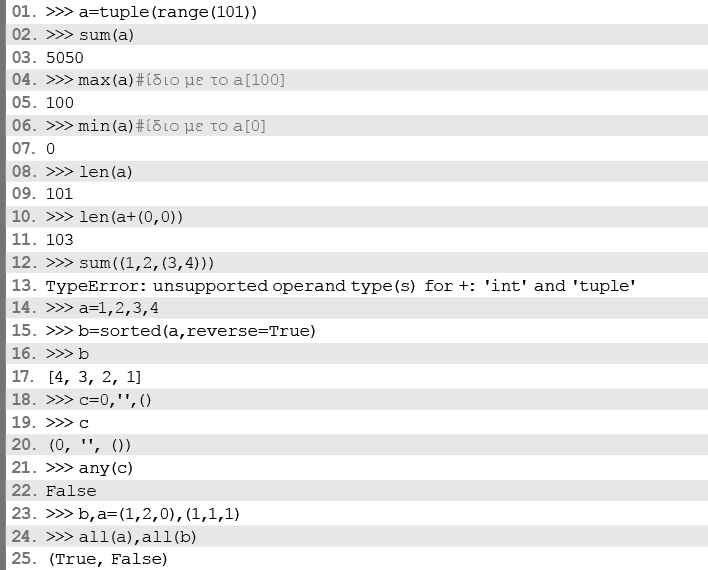 01. >>> a=tuple(range(101))
02. >>> sum(a)
03. 5050
04. >>> max(a)#ίδιο με το a[100]
05. 100
06. >>> min(a)#ίδιο με το a[0]
07. 0
08. >>> len(a)
09. 101
10. >>> len(a+(0,0))
11. 103
12. >>> sum((1,2,(3,4)))
13. TypeError: unsupported operand type(s) for +: 'int' and 'tuple'
14. >>> a=1,2,3,4
15. >>> b=sorted(a,reverse=True)
16. >>> b
17. [4, 3, 2, 1]
18. >>> c=0,'',()
19. >>> c
20. (0, '', ())
21. >>> any(c)
22. False
23. >>> b,a=(1,2,0),(1,1,1)
24. >>> all(a),all(b)
25. (True, False)